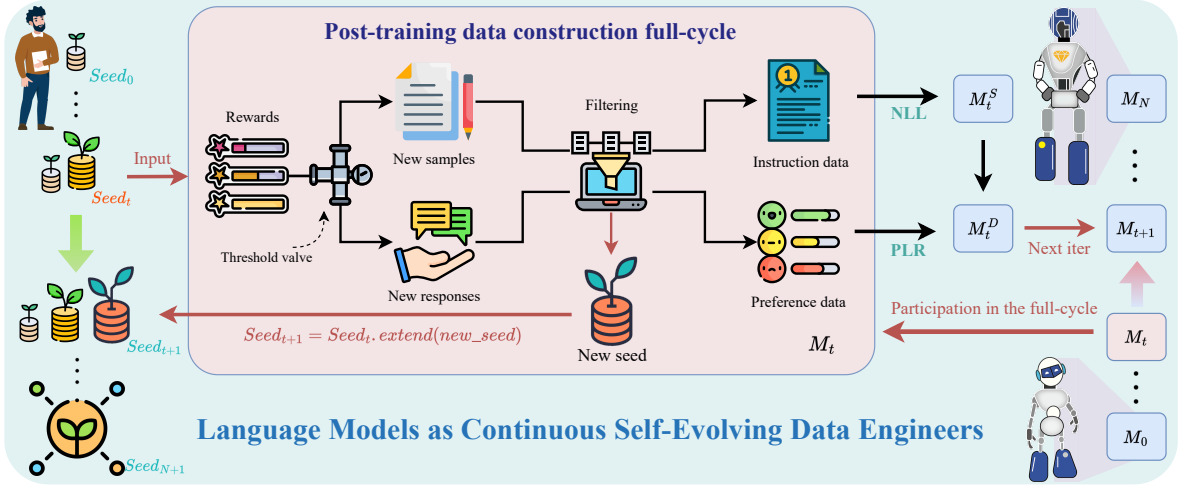 Post-training data construction full-cycle
Seed_0
Seed_t
Input
Rewards
Threshold valve
New samples
New responses
Filtering
1
Instruction data
Preference data
New seed
Seed_{t+1} = Seed_t.extend(new_seed)
M_t
Seed_{t+1}
Seed_{N+1}
NLL
PLR
M_t^S
M_t^D
Next iter
M_N
M_{t+1}
Participation in the full-cycle
M_t
M_0
Language Models as Continuous Self-Evolving Data Engineers